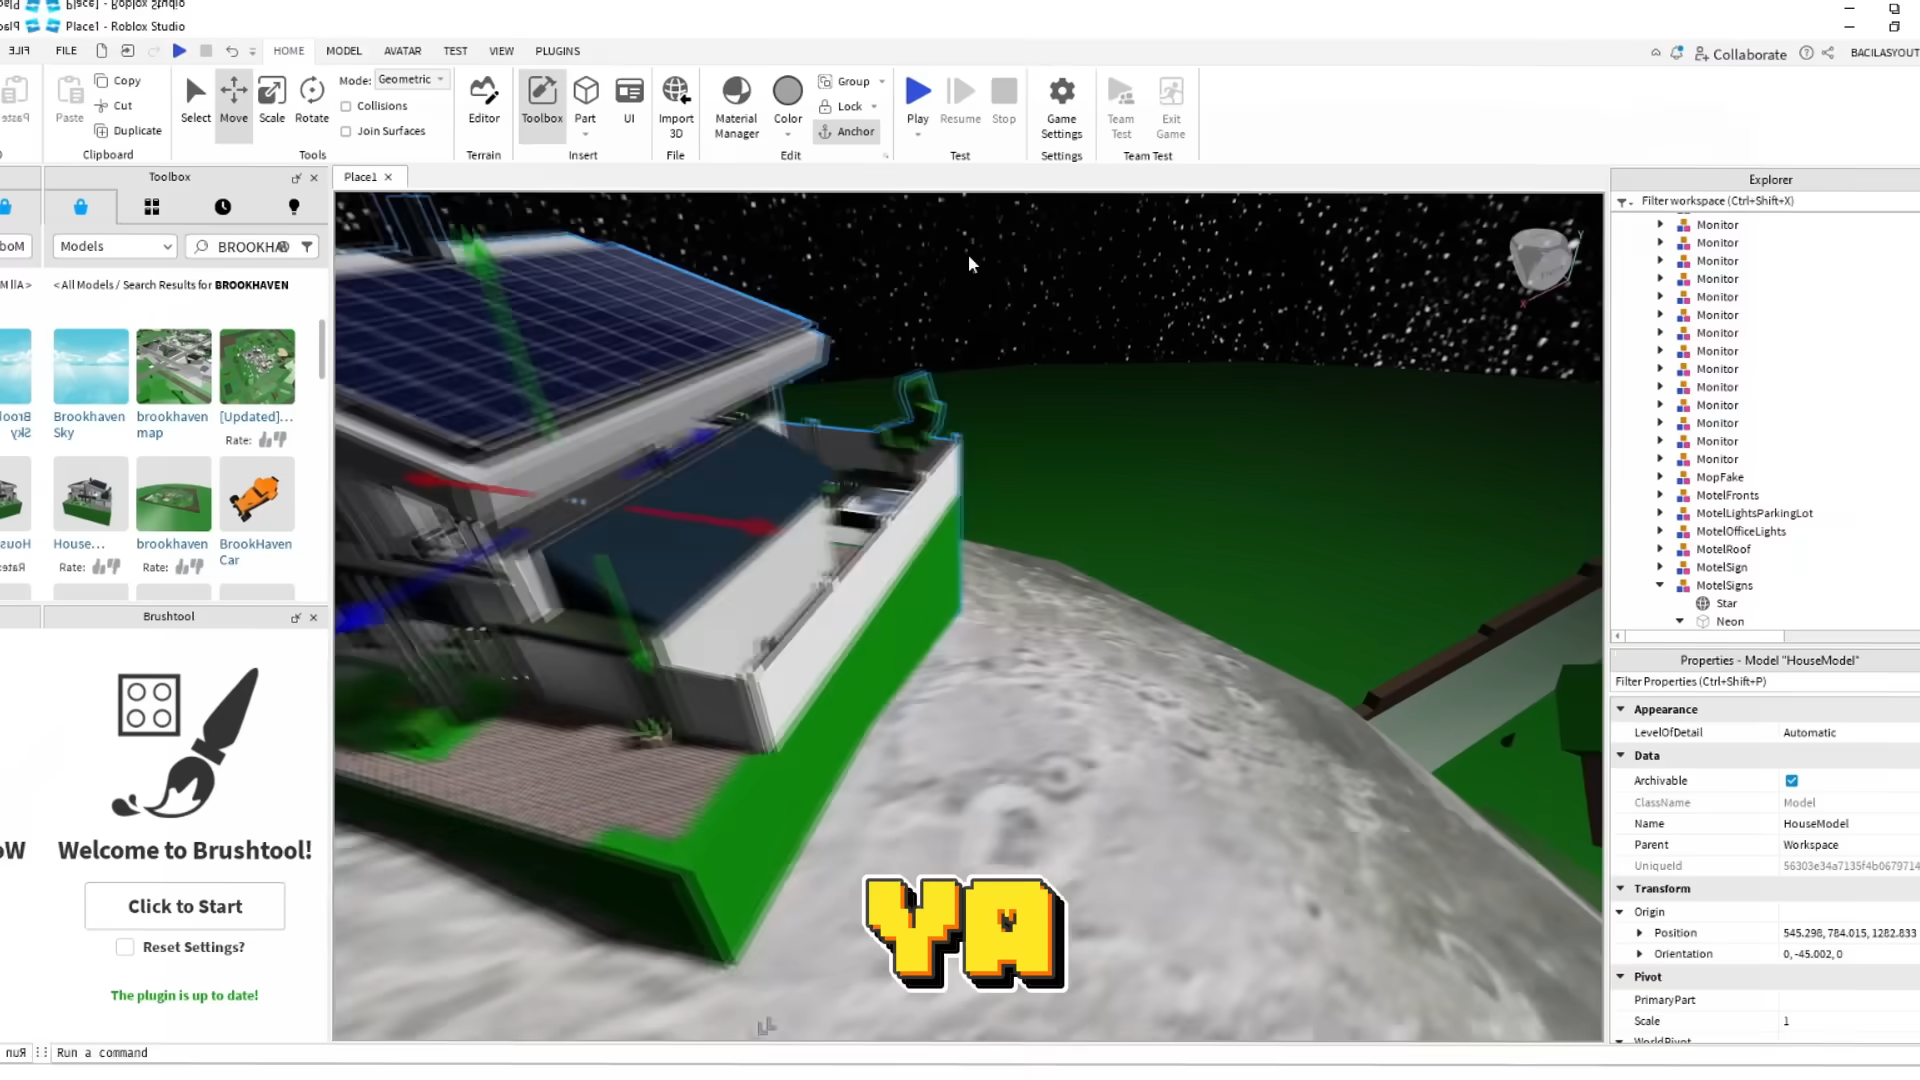 Place1 - Roblox Studio
Place1 - Roblox Studio
FILE HOME MODEL AVATAR TEST VIEW PLUGINS
Collaborate BACILASYOUT
Paste Copy Cut Duplicate
Clipboard
Select Move Scale Rotate
Mode: Geometric
Collisions
Join Surfaces
Tools
Editor
Terrain
Toolbox Part UI
Insert
Import 3D
File
Material Manager Color
Group
Lock
Anchor
Edit
Play Resume Stop
Test
Game Settings
Settings
Team Test Exit Game
Team Test
Toolbox
Models BROOKHAV
< All Models / Search Results for BROOKHAVEN
Brookhaven Sky
brookhaven map
[Updated]...
Rate:
House...
Rate:
brookhaven
Rate:
BrookHaven Car
Brushtool
Welcome to Brushtool!
Click to Start
Reset Settings?
The plugin is up to date!
Run a command
Place1
YA
Explorer
Filter workspace (Ctrl+Shift+X)
Monitor
Monitor
Monitor
Monitor
Monitor
Monitor
Monitor
Monitor
Monitor
Monitor
Monitor
Monitor
Monitor
Monitor
MopFake
MotelFronts
MotelLightsParkingLot
MotelOfficeLights
MotelRoof
MotelSign
MotelSigns
Star
Neon
Properties - Model "HouseModel"
Filter Properties (Ctrl+Shift+P)
Appearance
LevelOfDetail Automatic
Data
Archivable
ClassName Model
Name HouseModel
Parent Workspace
UniqueId 56303e34a7135f4b0679714
Transform
Origin
Position 545.298, 784.015, 1282.833
Orientation 0, -45.002, 0
Pivot
PrimaryPart
Scale 1
WorldPivot